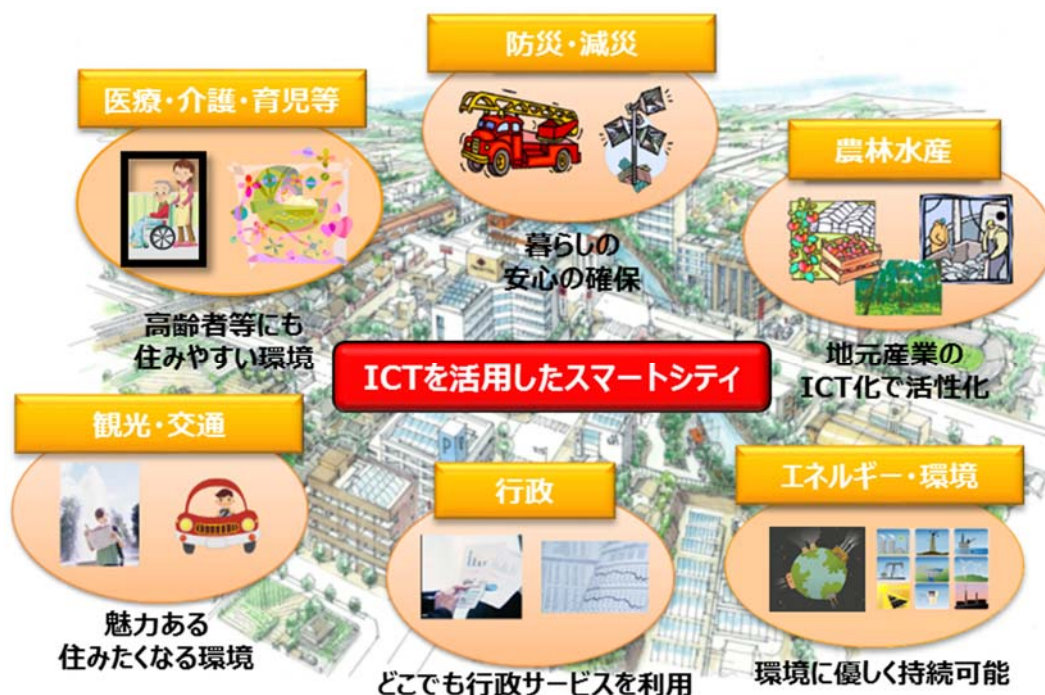 防災・減災
医療・介護・育児等
農林水産
暮らしの
安心の確保
高齢者等にも
住みやすい環境
ICTを活用したスマートシティ
地元産業の
ICT化で活性化
観光・交通
行政
エネルギー・環境
魅力ある
住みたくなる環境
どこでも行政サービスを利用
環境に優しく持続可能